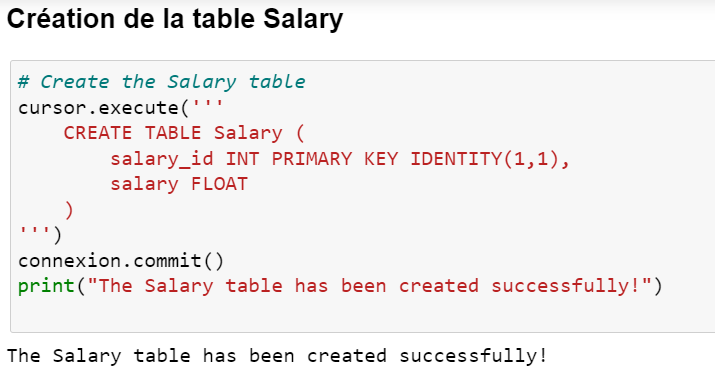 Création de la table Salary
# Create the Salary table
cursor.execute('''
    CREATE TABLE Salary (
        salary_id INT PRIMARY KEY IDENTITY(1,1),
        salary FLOAT
    )
''')
connexion.commit()
print("The Salary table has been created successfully!")
The Salary table has been created successfully!